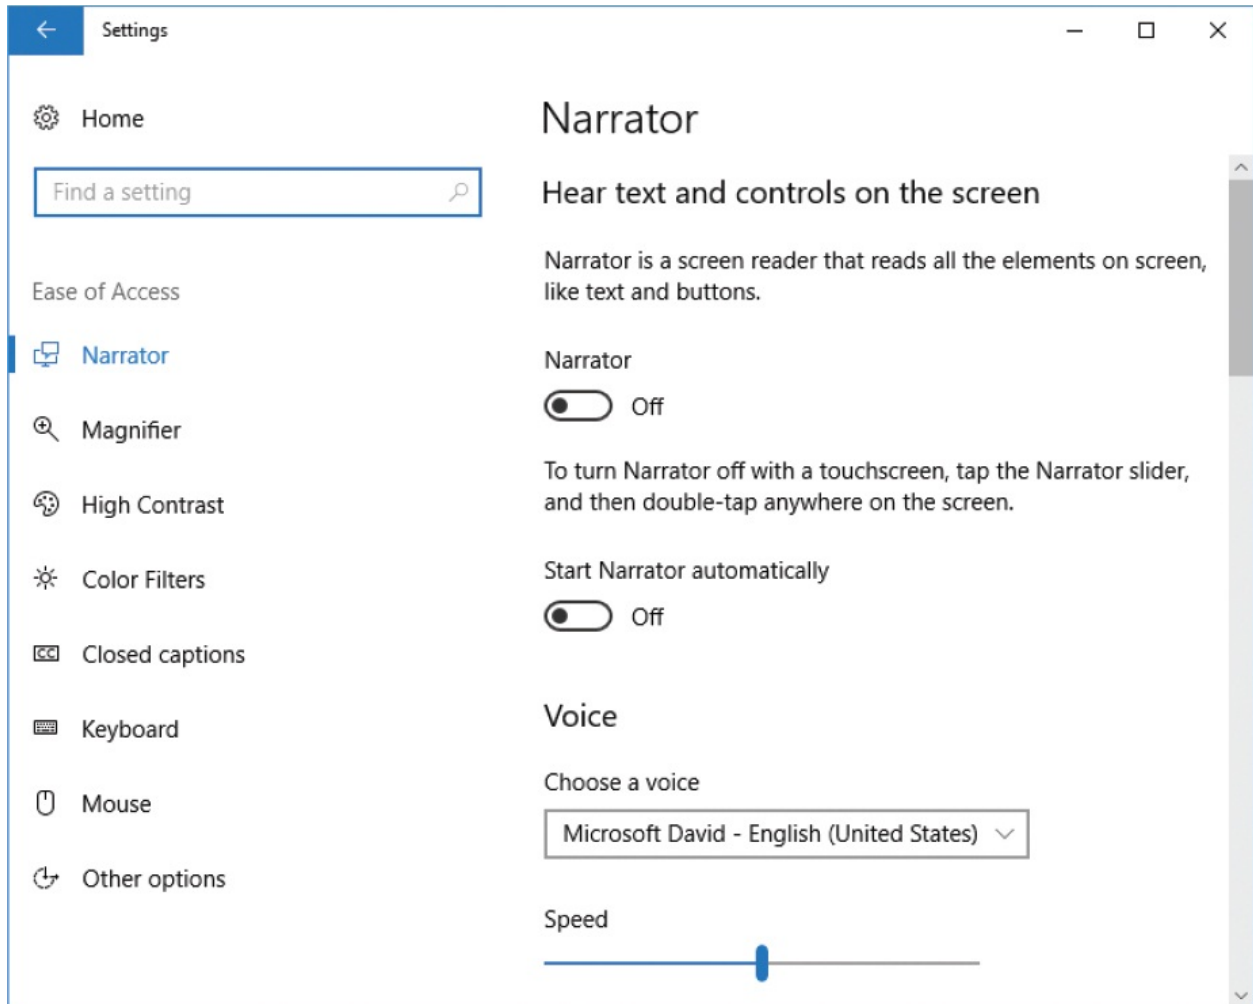 Settings
Home
Find a setting
Ease of Access
Narrator
Magnifier
High Contrast
Color Filters
CC Closed captions
Keyboard
Mouse
Other options
Narrator
Hear text and controls on the screen
Narrator is a screen reader that reads all the elements on screen,
like text and buttons.
Narrator
Off
To turn Narrator off with a touchscreen, tap the Narrator slider,
and then double-tap anywhere on the screen.
Start Narrator automatically
Off
Voice
Choose a voice
Microsoft David - English (United States)
Speed